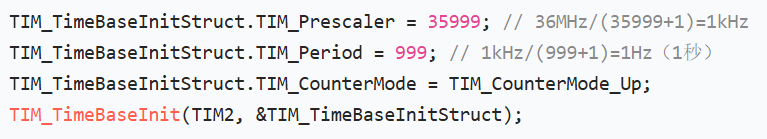 TIM_TimeBaseInitStruct.TIM_Prescaler = 35999; // 36MHz/(35999+1)=1kHz
TIM_TimeBaseInitStruct.TIM_Period = 999; // 1kHz/(999+1)=1Hz（1秒）
TIM_TimeBaseInitStruct.TIM_CounterMode = TIM_CounterMode_Up;
TIM_TimeBaseInit(TIM2, &TIM_TimeBaseInitStruct);